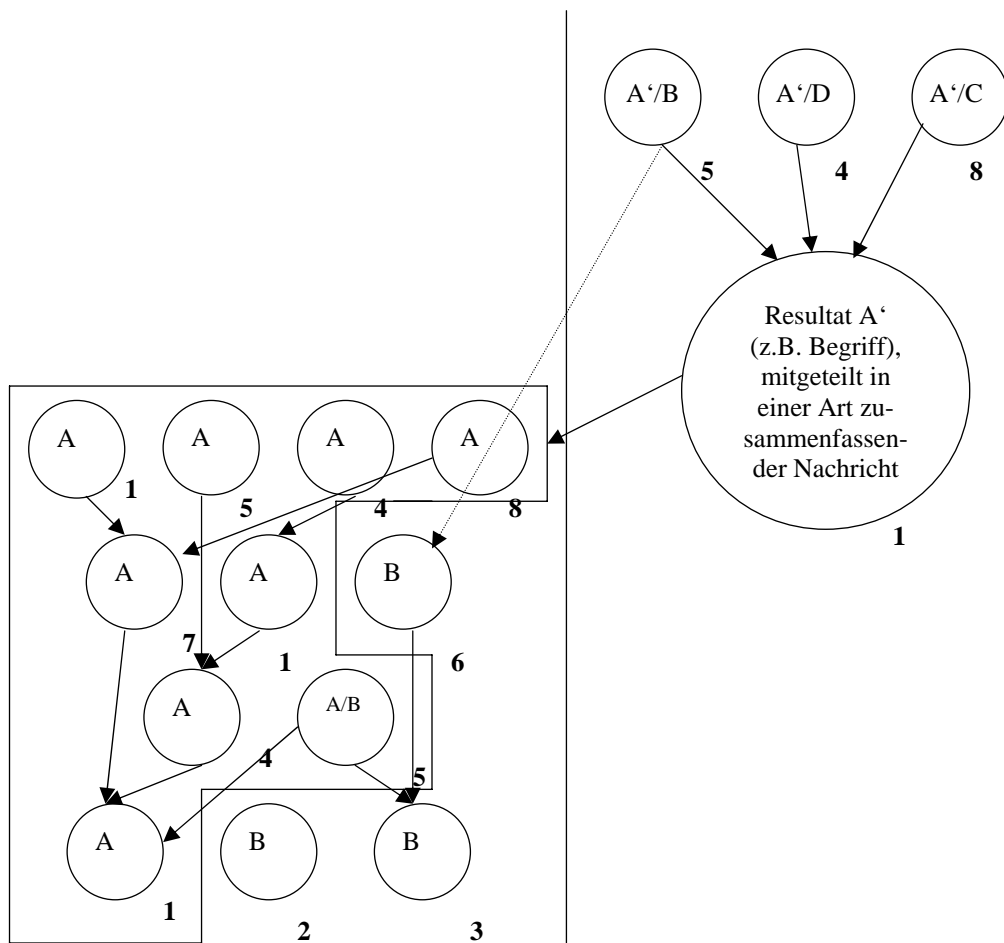 A‘/B A‘/D A‘/C
5 4 8
Resultat A‘
(z.B. Begriff),
mitgeteilt in
einer Art zu-
sammenfassen-
der Nachricht
1
A A A A
1 5 4 8
A A B
7 1 6
A A/B
4 5
A B B
1 2 3